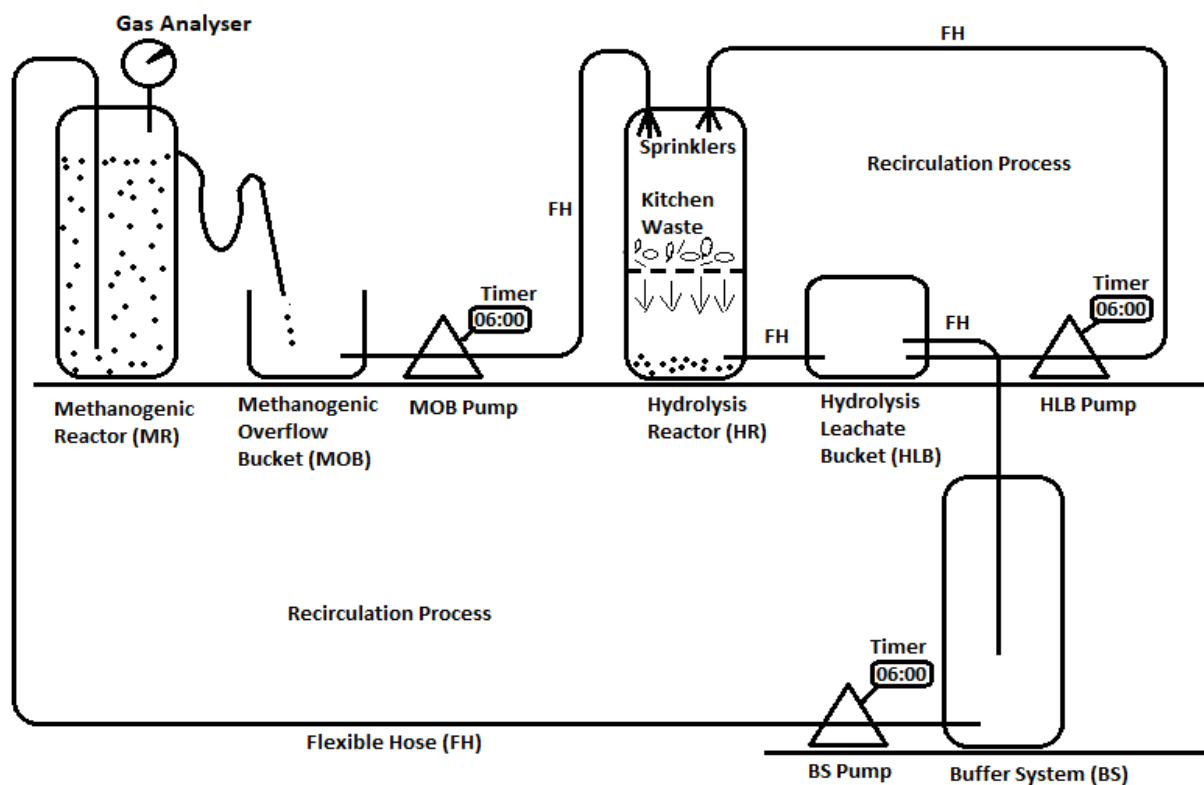 Gas Analyser
FH
Sprinklers
Recirculation Process
Kitchen
Waste
FH
Timer
06:00
Timer
06:00
FH
FH
Methanogenic
Reactor (MR)
Methanogenic
Overflow
Bucket (MOB)
MOB Pump
Hydrolysis
Reactor (HR)
Hydrolysis
Leachate
Bucket (HLB)
HLB Pump
Recirculation Process
Timer
06:00
Flexible Hose (FH)
BS Pump
Buffer System (BS)